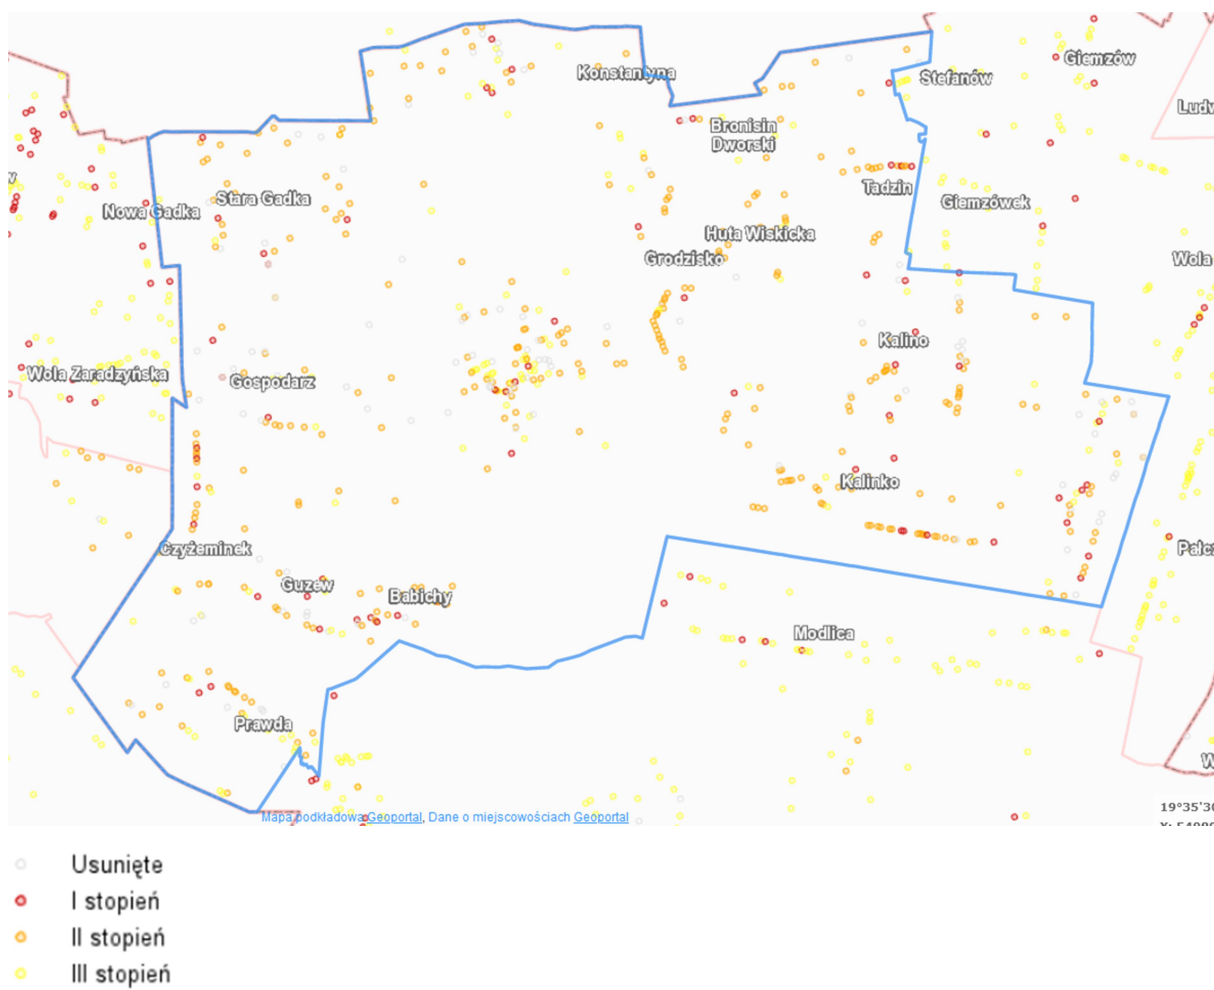 Giemzów
Konstantyna
Stefanów
Ludw
Bronisin
Dworski
w
Tadzin
Stara Gadka
Giemzówek
Nowa Gadka
Huta Wiskicka
Grodzisko
Wola
Kalino
Wola Zaradzyńska
Gospodarz
Kalinko
Czyżeminek
Pałcz
Guzew
Babichy
Modlica
Prawda
W
19°35'30
Mapa podkładowa Geoportal, Dane o miejscowościach Geoportal
Usunięte
I stopień
II stopień
III stopień